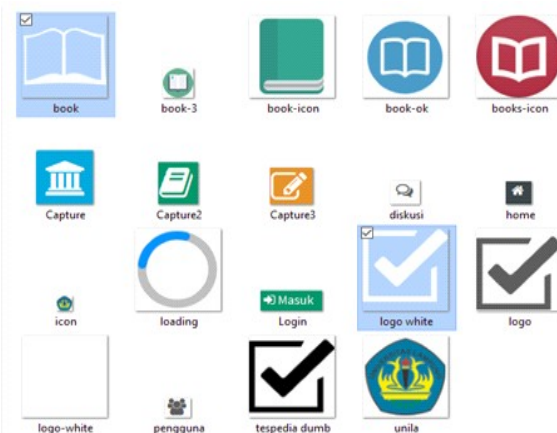 book
book-3
book-icon
book-ok
books-icon
Capture
Capture2
Capture3
diskusi
home
icon
loading
Masuk
Login
logo white
logo
logo-white
pengguna
tespedia dumb
unila